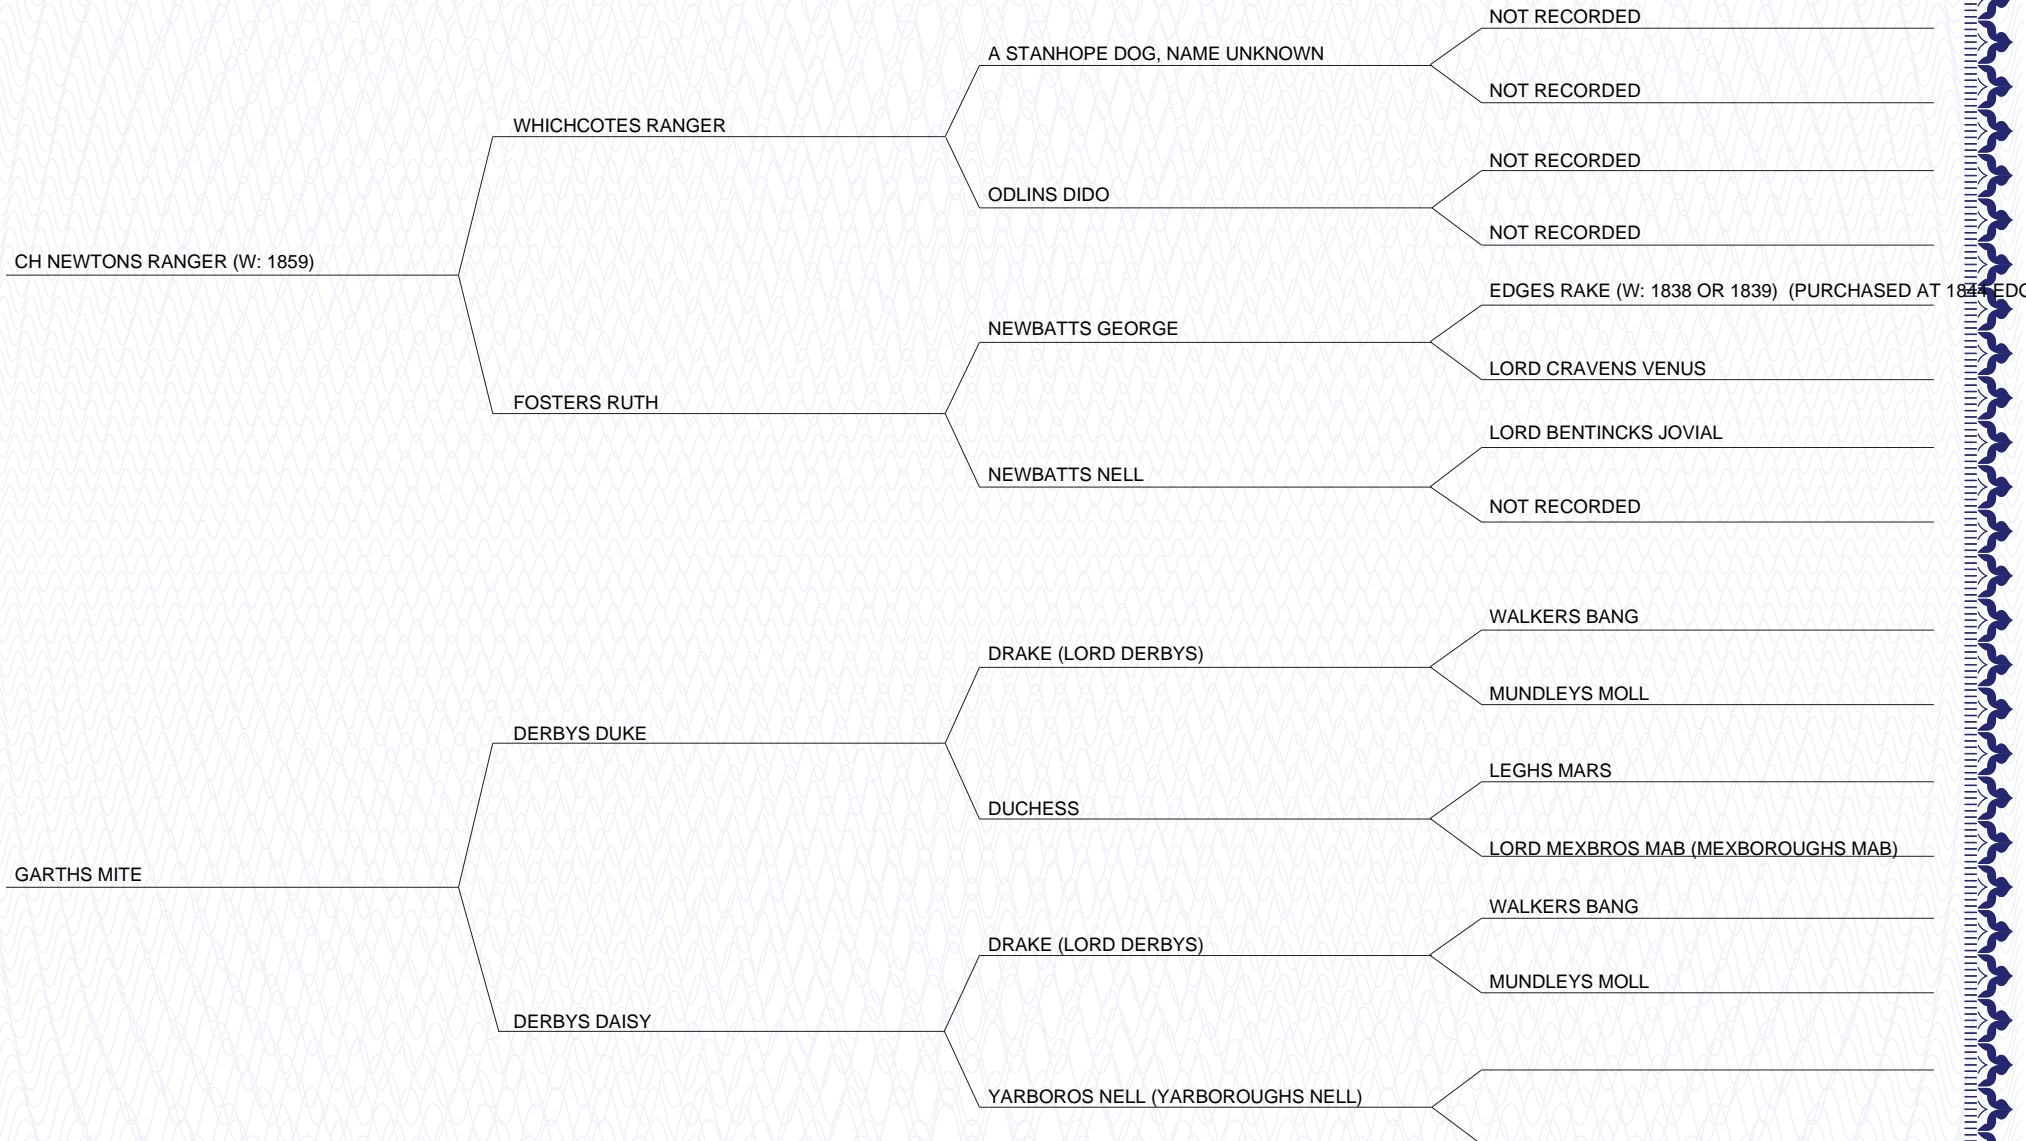 NOT RECORDED
A STANHOPE DOG, NAME UNKNOWN
NOT RECORDED
WHICHCOTES RANGER
NOT RECORDED
ODLINS DIDO
NOT RECORDED
CH NEWTONS RANGER (W: 1859)
EDGES RAKE (W: 1838 OR 1839)  (PURCHASED AT 1844 EDG
NEWBATTS GEORGE
LORD CRAVENS VENUS
FOSTERS RUTH
LORD BENTINCKS JOVIAL
NEWBATTS NELL
NOT RECORDED
WALKERS BANG
DRAKE (LORD DERBYS)
MUNDLEYS MOLL
DERBYS DUKE
LEGHS MARS
DUCHESS
LORD MEXBROS MAB (MEXBOROUGHS MAB)
GARTHS MITE
WALKERS BANG
DRAKE (LORD DERBYS)
MUNDLEYS MOLL
DERBYS DAISY
YARBOROS NELL (YARBOROUGHS NELL)